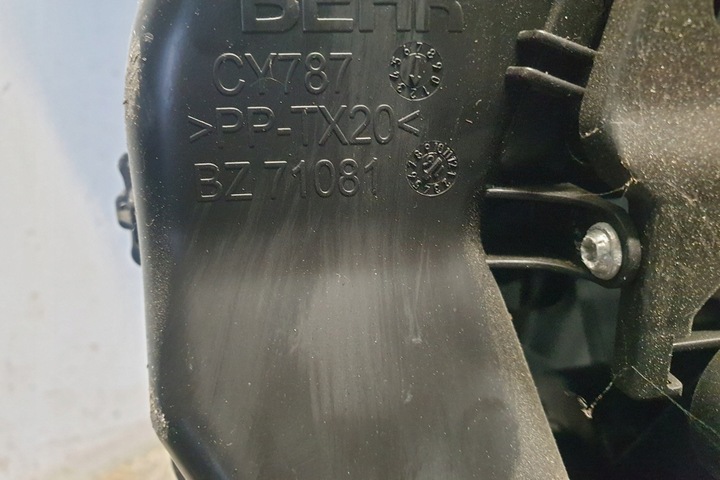 BEHR
CY787
>PP-TX20<
BZ 71081